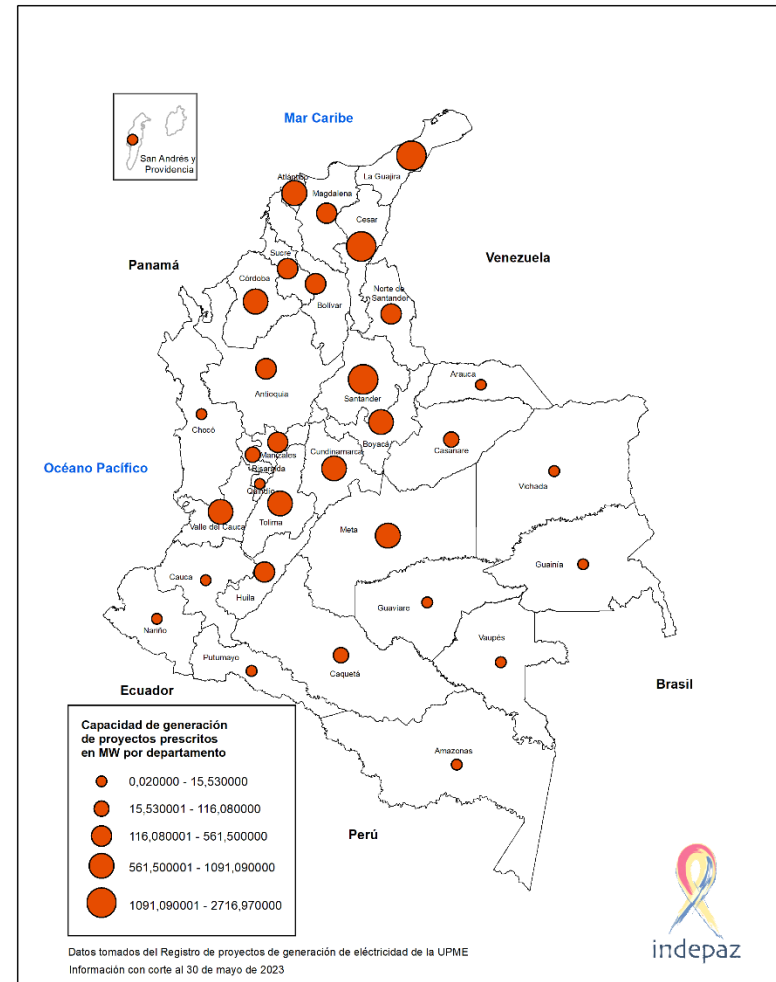 Mar Caribe
San Andrés y
Providencia
La Guajira
Atlántico
Magdalena
Cesar
Panamá
Venezuela
Sucre
Córdoba
Bolívar
Norte de
Santander
Antioquia
Santander
Arauca
Chocó
Boyacá
Casanare
Manizales
Cundinamarca
Risaralda
Océano Pacífico
Quindío
Vichada
Valle del Cauca
Tolima
Meta
Guainía
Cauca
Huila
Guaviare
Nariño
Vaupés
Putumayo
Caquetá
Ecuador
Brasil
Capacidad de generación
de proyectos prescritos
en MW por departamento
0,020000 - 15,530000
15,530001 - 116,080000
116,080001 - 561,500000
561,500001 - 1091,090000
1091,090001 - 2716,970000
Amazonas
Perú
indepaz
Datos tomados del Registro de proyectos de generación de eléctricidad de la UPME
Información con corte al 30 de mayo de 2023